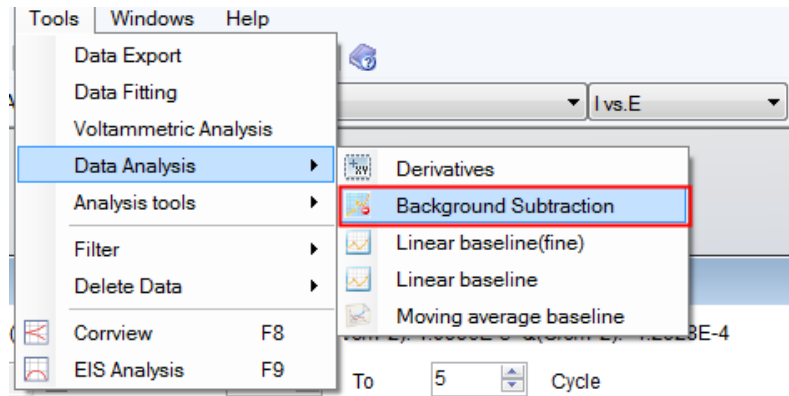 Tools Windows Help
Data Export
Data Fitting
I vs.E
Voltammetric Analysis
Data Analysis
Derivatives
Analysis tools
Background Subtraction
Filter
Linear baseline(fine)
Delete Data
Linear baseline
Moving average baseline
Corrview F8
EIS Analysis F9
To 5 Cycle